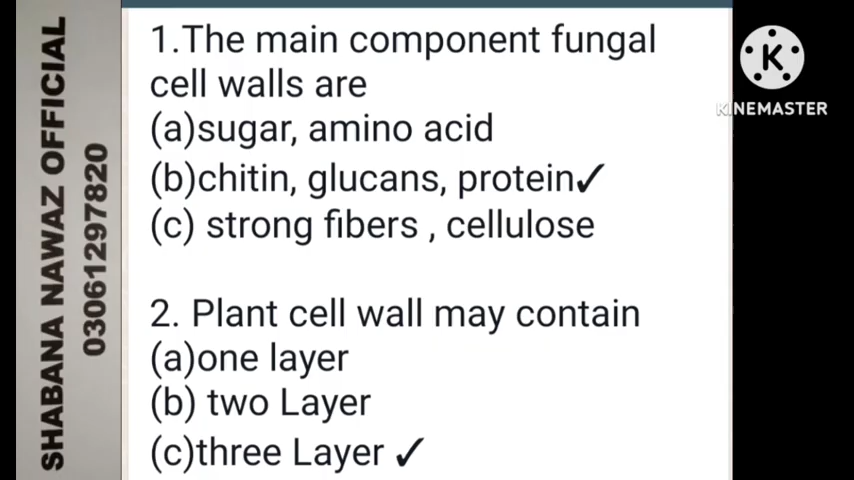 SHABANA NAWAZ OFFICIAL
03061297820
1.The main component fungal
cell walls are
(a)sugar, amino acid
(b)chitin, glucans, protein✓
(c) strong fibers , cellulose
2. Plant cell wall may contain
(a)one layer
(b) two Layer
(c)three Layer ✓
K
KINEMASTER